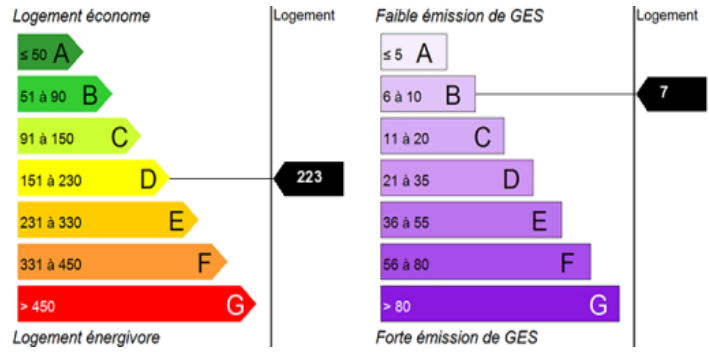 Logement économe
Logement
≤ 50 A
51 à 90 B
91 à 150 C
151 à 230 D
223
231 à 330 E
331 à 450 F
> 450 G
Logement énergivore
Faible émission de GES
Logement
≤ 5 A
6 à 10 B
7
11 à 20 C
21 à 35 D
36 à 55 E
56 à 80 F
> 80 G
Forte émission de GES